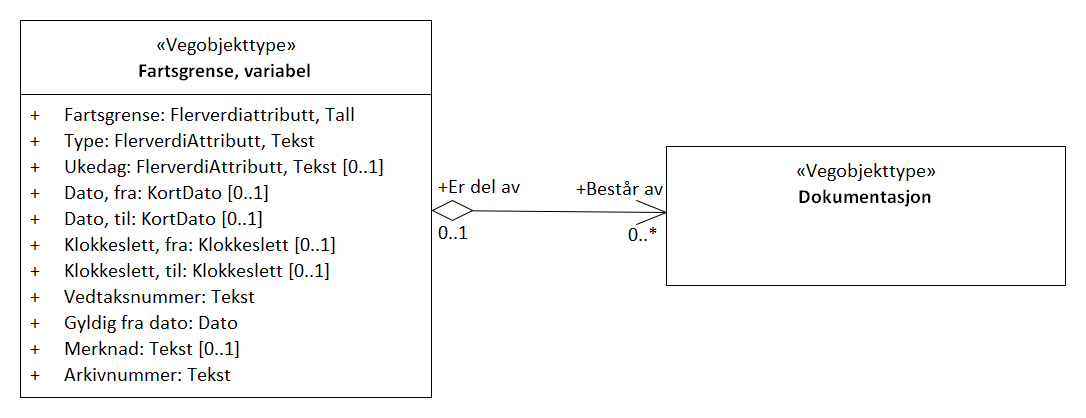 «Vegobjekttype»
Fartsgrense, variabel
+ Fartsgrense: Flerverdiattributt, Tall
+ Type: FlerverdiAttributt, Tekst
+ Ukedag: FlerverdiAttributt, Tekst [0..1]
+ Dato, fra: KortDato [0..1]
+ Dato, til: KortDato [0..1]
+ Klokkeslett, fra: Klokkeslett [0..1]
+ Klokkeslett, til: Klokkeslett [0..1]
+ Vedtaksnummer: Tekst
+ Gyldig fra dato: Dato
+ Merknad: Tekst [0..1]
+ Arkivnummer: Tekst
+Er del av
0..1
+Består av
0..*
«Vegobjekttype»
Dokumentasjon